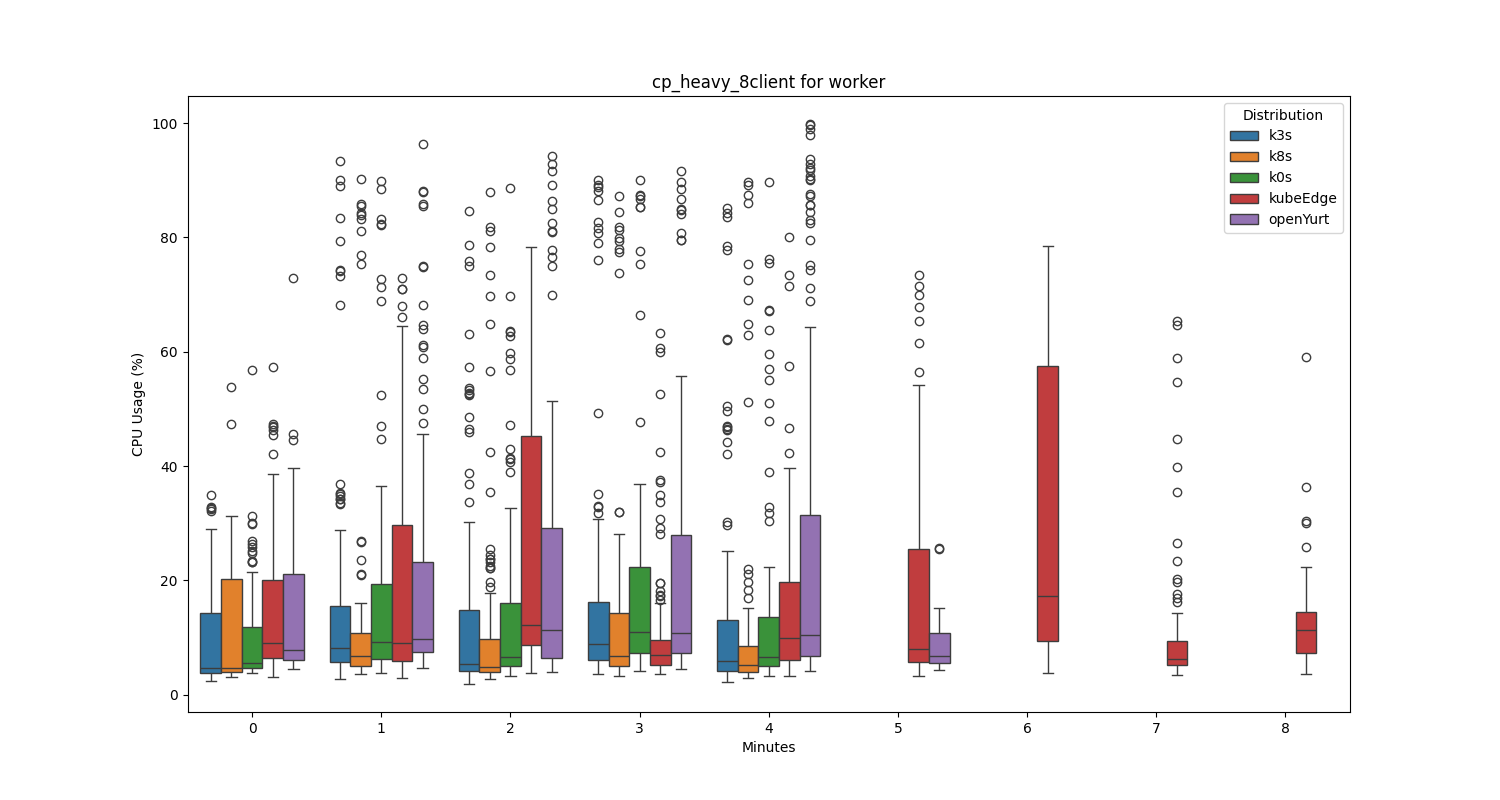 cp_heavy_8client for worker
Distribution
k3s
k8s
k0s
kubeEdge
openYurt
CPU Usage (%)
100
80
60
40
20
0
0 1 2 3 4 5 6 7 8
Minutes